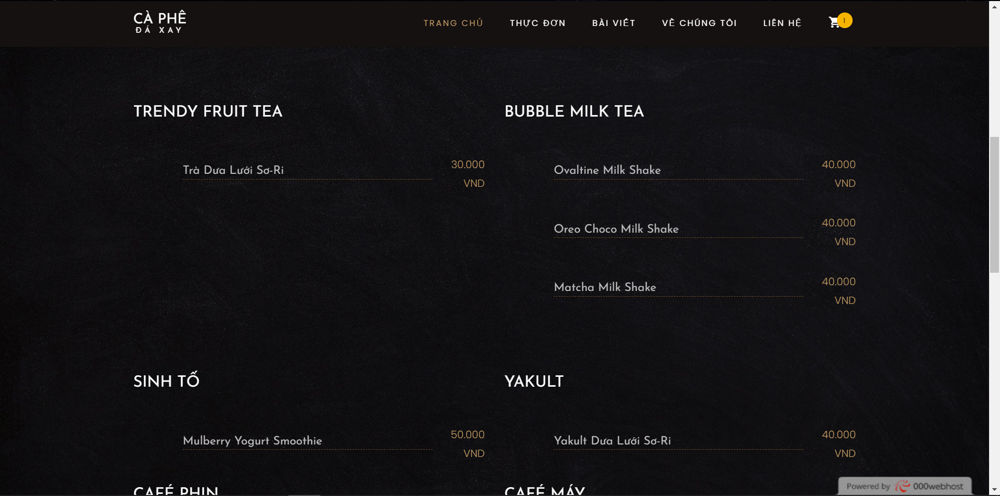 CÀ PHÊ
ĐÁ XAY
TRANG CHỦ
THỰC ĐƠN
BÀI VIẾT
VỀ CHÚNG TÔI
LIÊN HỆ
1
TRENDY FRUIT TEA
Trà Dưa Lưới Sơ-Ri
30.000
VND
BUBBLE MILK TEA
Ovaltine Milk Shake
40.000
VND
Oreo Choco Milk Shake
40.000
VND
Matcha Milk Shake
40.000
VND
SINH TỐ
Mulberry Yogurt Smoothie
50.000
VND
YAKULT
Yakult Dưa Lưới Sơ-Ri
40.000
VND
CAFÉ PHIN
CAFÉ MÁY
Powered by 000webhost